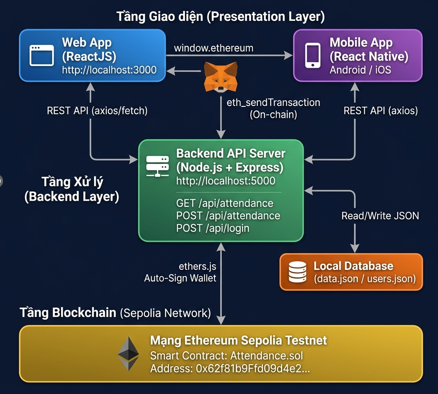 Tầng Giao diện (Presentation Layer)
Web App
(ReactJS)
http://localhost:3000
window.ethereum
Mobile App
(React Native)
Android / iOS
REST API (axios/fetch)
eth_sendTransaction
(On-chain)
REST API (axios)
Tầng Xử lý
(Backend Layer)
Backend API Server
(Node.js + Express)
http://localhost:5000
GET /api/attendance
POST /api/attendance
POST /api/login
Read/Write JSON
ethers.js
Auto-Sign Wallet
Local Database
(data.json / users.json)
Tầng Blockchain (Sepolia Network)
Mạng Ethereum Sepolia Testnet
Smart Contract: Attendance.sol
Address: 0x62f81b9Ffd09d4e2...